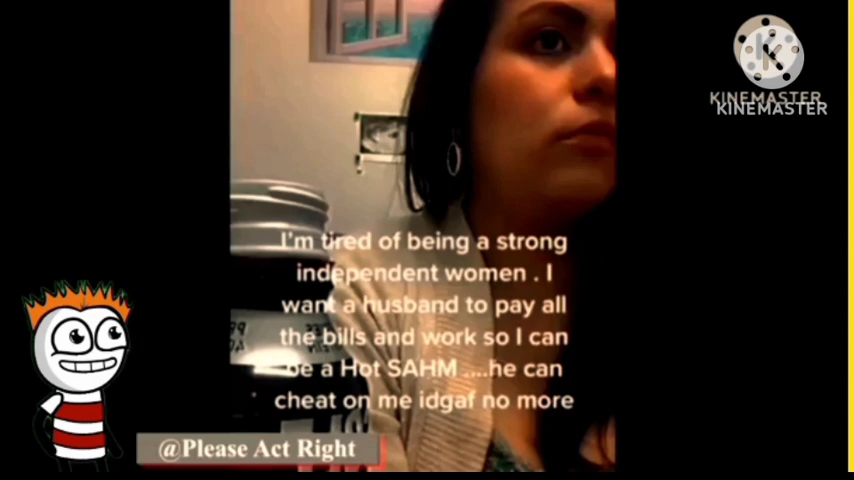 KINEMASTER
KINEMASTER
I'm tired of being a strong
independent women . I
want a husband to pay all
the bills and work so I can
be a Hot SAHM ....he can
cheat on me idgaf no more
@Please Act Right